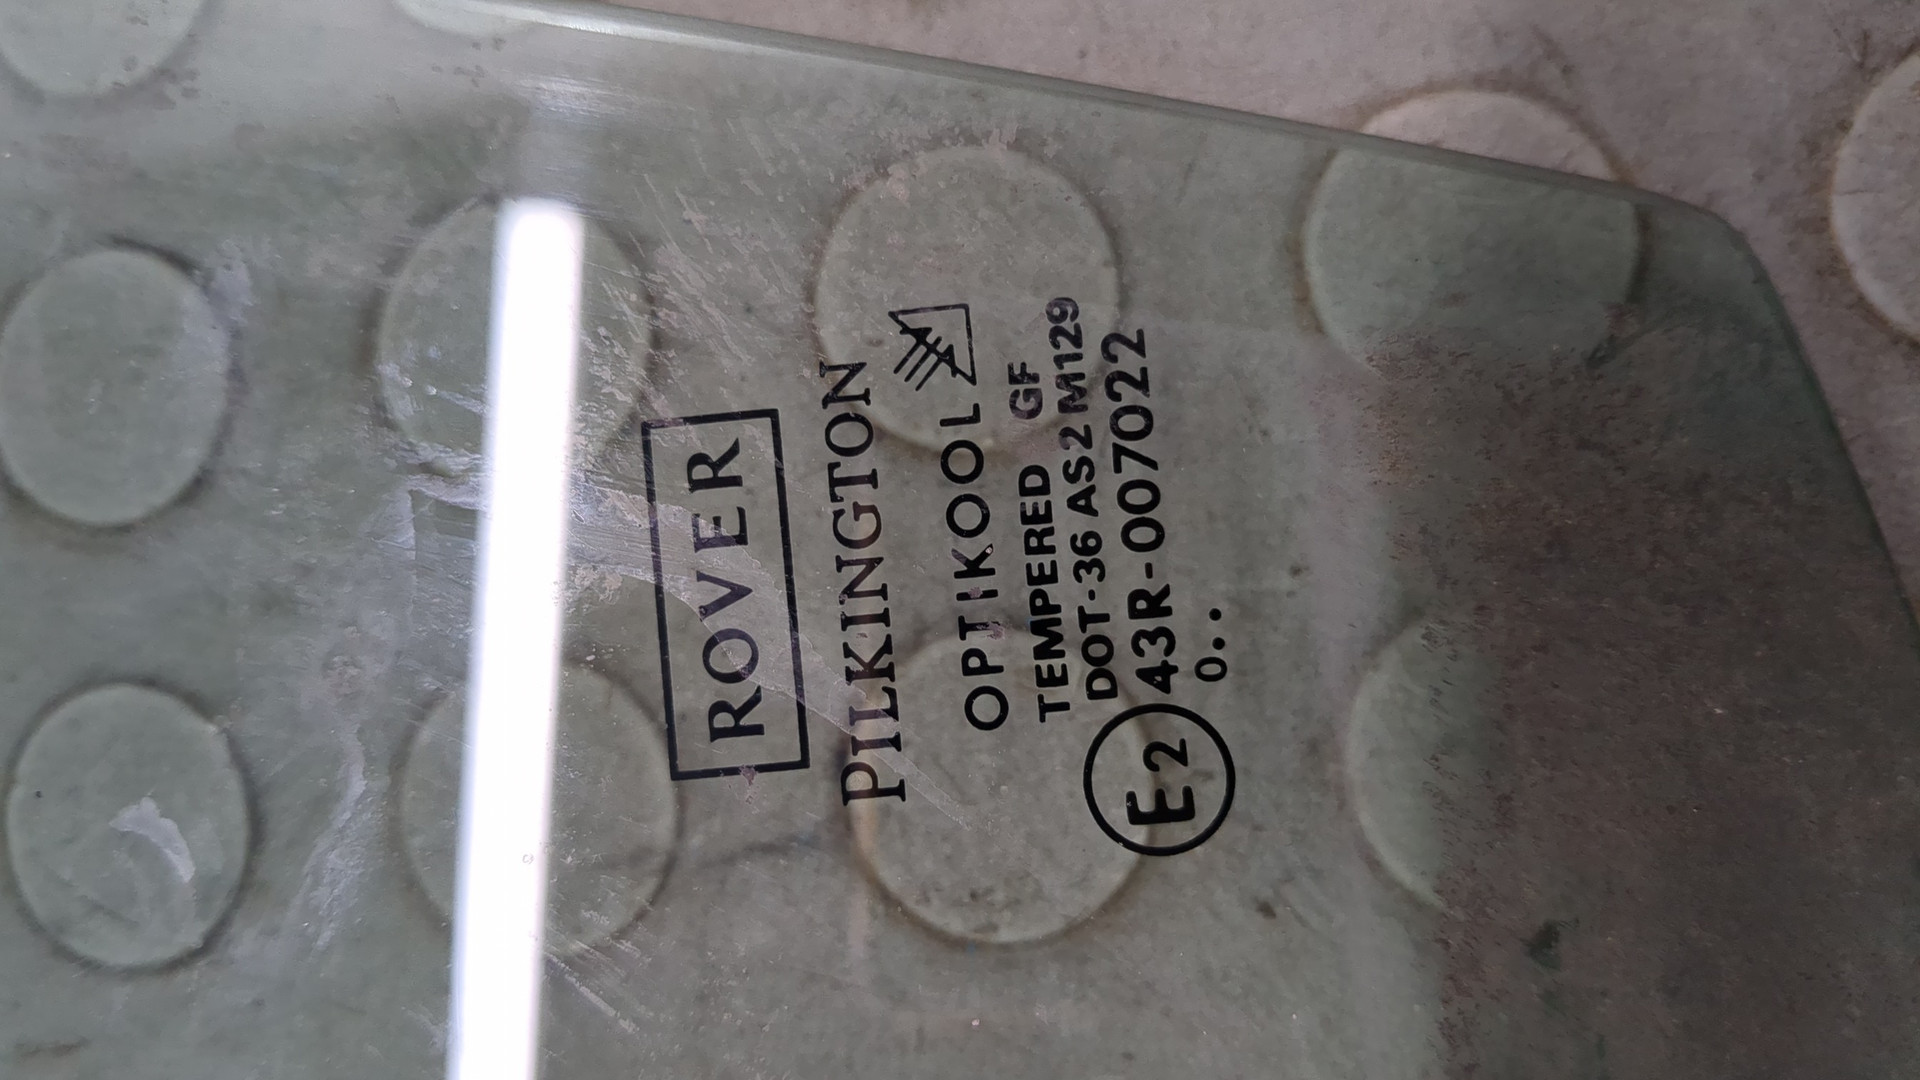 ROVER
PILKINGTON
OPTIKOOL
TEMPERED GF
DOT-36 AS2 M129
E2 43R-007022
0..